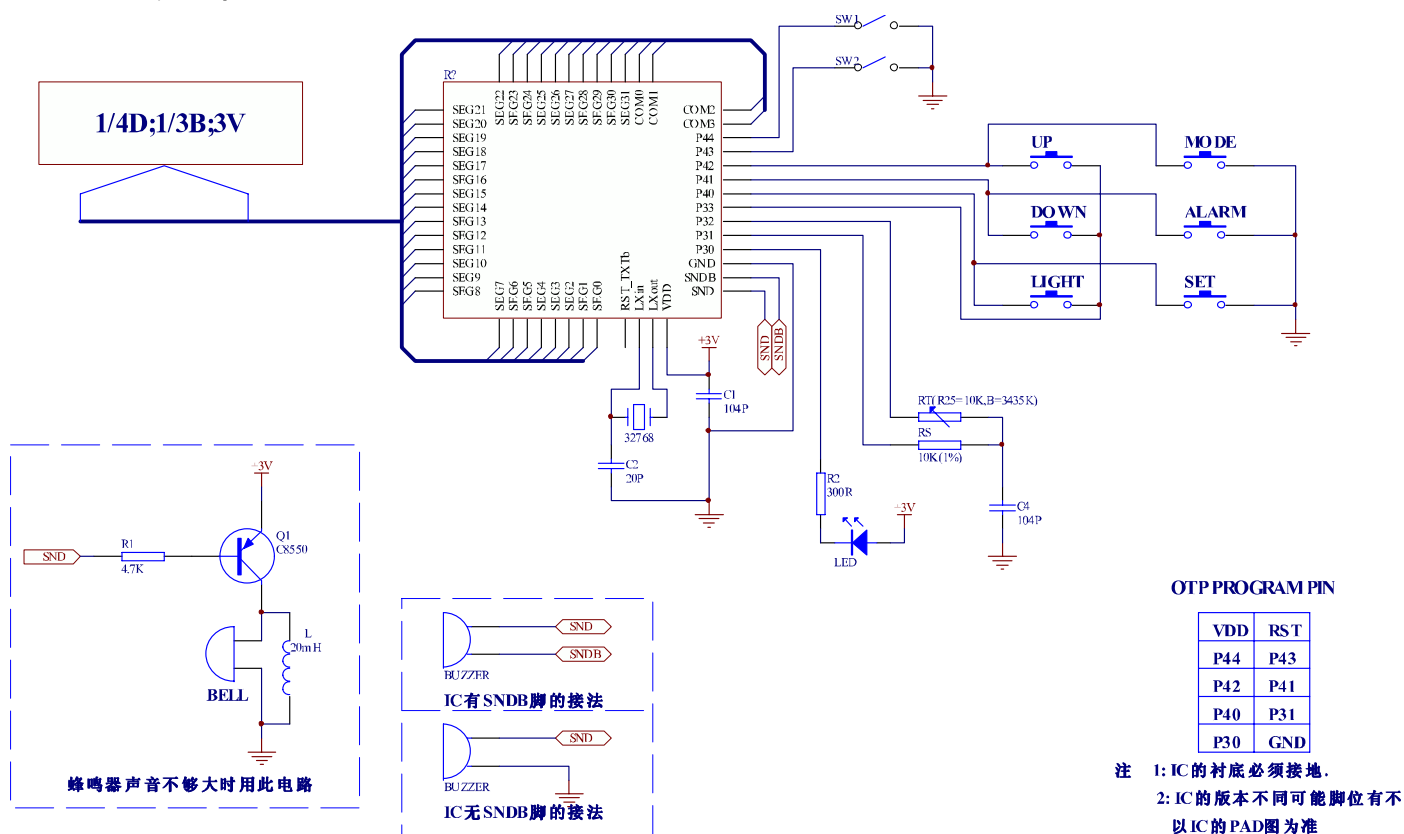 SW1
SW2
R?
1/4D;1/3B;3V
SEG22
SEG23
SEG24
SEG25
SEG26
SEG27
SEG28
SEG29
SEG30
SEG31
COM0
COM1
SEG21
SEG20
SEG19
SEG18
SEG17
SEG16
SEG15
SEG14
SEG13
SEG12
SEG11
SEG10
SEG9
SEG8
COM2
COM3
P44
P43
P42
P41
P40
P33
P32
P31
P30
GND
SNDB
SND
SEG7
SEG6
SEG5
SEG4
SEG3
SEG2
SEG1
SEG0
RST_TXTb
LXin
LXout
VDD
UP
MODE
DOWN
ALARM
LIGHT
SET
SND
SNDB
+3V
C1
104P
32768
C2
20P
RT(R25=10K,B=3435K)
RS
10K(1%)
C4
104P
R2
300R
+3V
LED
+3V
Q1
C8550
SND
R1
4.7K
L
20mH
BELL
蜂鸣器声音不够大时用此电路
SND
SNDB
BUZZER
IC有SNDB脚的接法
SND
BUZZER
IC无SNDB脚的接法
OTP PROGRAM PIN
VDD RST
P44 P43
P42 P41
P40 P31
P30 GND
注 1: IC的衬底必须接地.
2: IC的版本不同可能脚位有不
以IC的PAD图为准